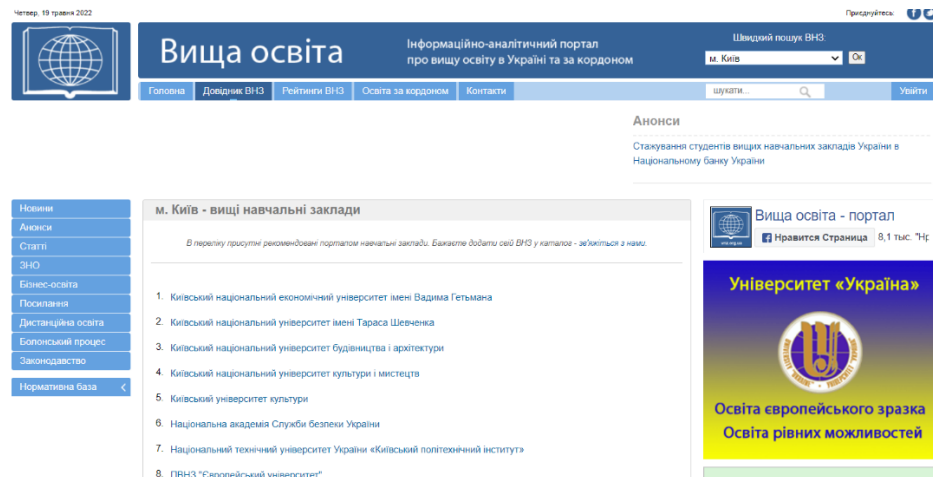 Четвер, 19 травня 2022
Приєднуйтесь:
Вища освіта
Інформаційно-аналітичний портал
про вищу освіту в Україні та за кордоном
Швидкий пошук ВНЗ:
м. Київ
Ок
Головна Довідник ВНЗ Рейтинги ВНЗ Освіта за кордоном Контакти
шукати...
Увійти
Анонси
Стажування студентів вищих навчальних закладів України в
Національному банку України
Новини
Анонси
Статті
ЗНО
Бізнес-освіта
Посилання
Дистанційна освіта
Болонський процес
Законодавство
Нормативна база
м. Київ - вищі навчальні заклади
В переліку присутні рекомендовані порталом навчальні заклади. Бажаєте додати свій ВНЗ у каталог - зв'яжіться з нами.
1. Київський національний економічний університет імені Вадима Гетьмана
2. Київський національний університет імені Тараса Шевченка
3. Київський національний університет будівництва і архітектури
4. Київський національний університет культури і мистецтв
5. Київський університет культури
6. Національна академія Служби безпеки України
7. Національний технічний університет України «Київський політехнічний інститут»
8. ПВНЗ "Європейський університет"
Вища освіта - портал
Нравится Страница 8,1 тыс. "Нр
Університет «Україна»
Освіта європейського зразка
Освіта рівних можливостей